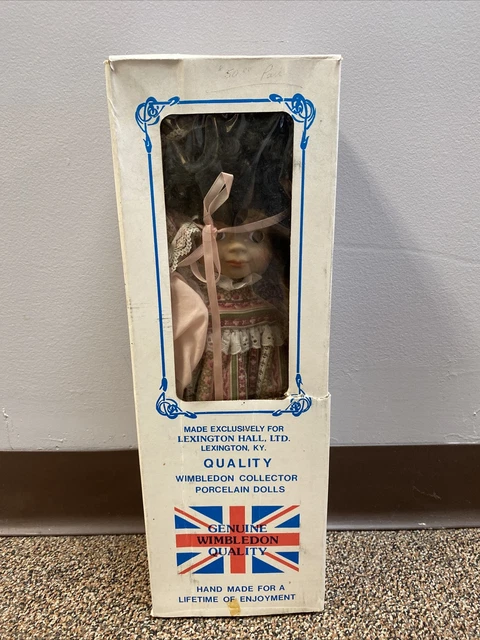 MADE EXCLUSIVELY FOR
LEXINGTON HALL, LTD.
LEXINGTON, KY.
QUALITY
WIMBLEDON COLLECTOR
PORCELAIN DOLLS
GENUINE
WIMBLEDON
QUALITY
HAND MADE FOR A
LIFETIME OF ENJOYMENT